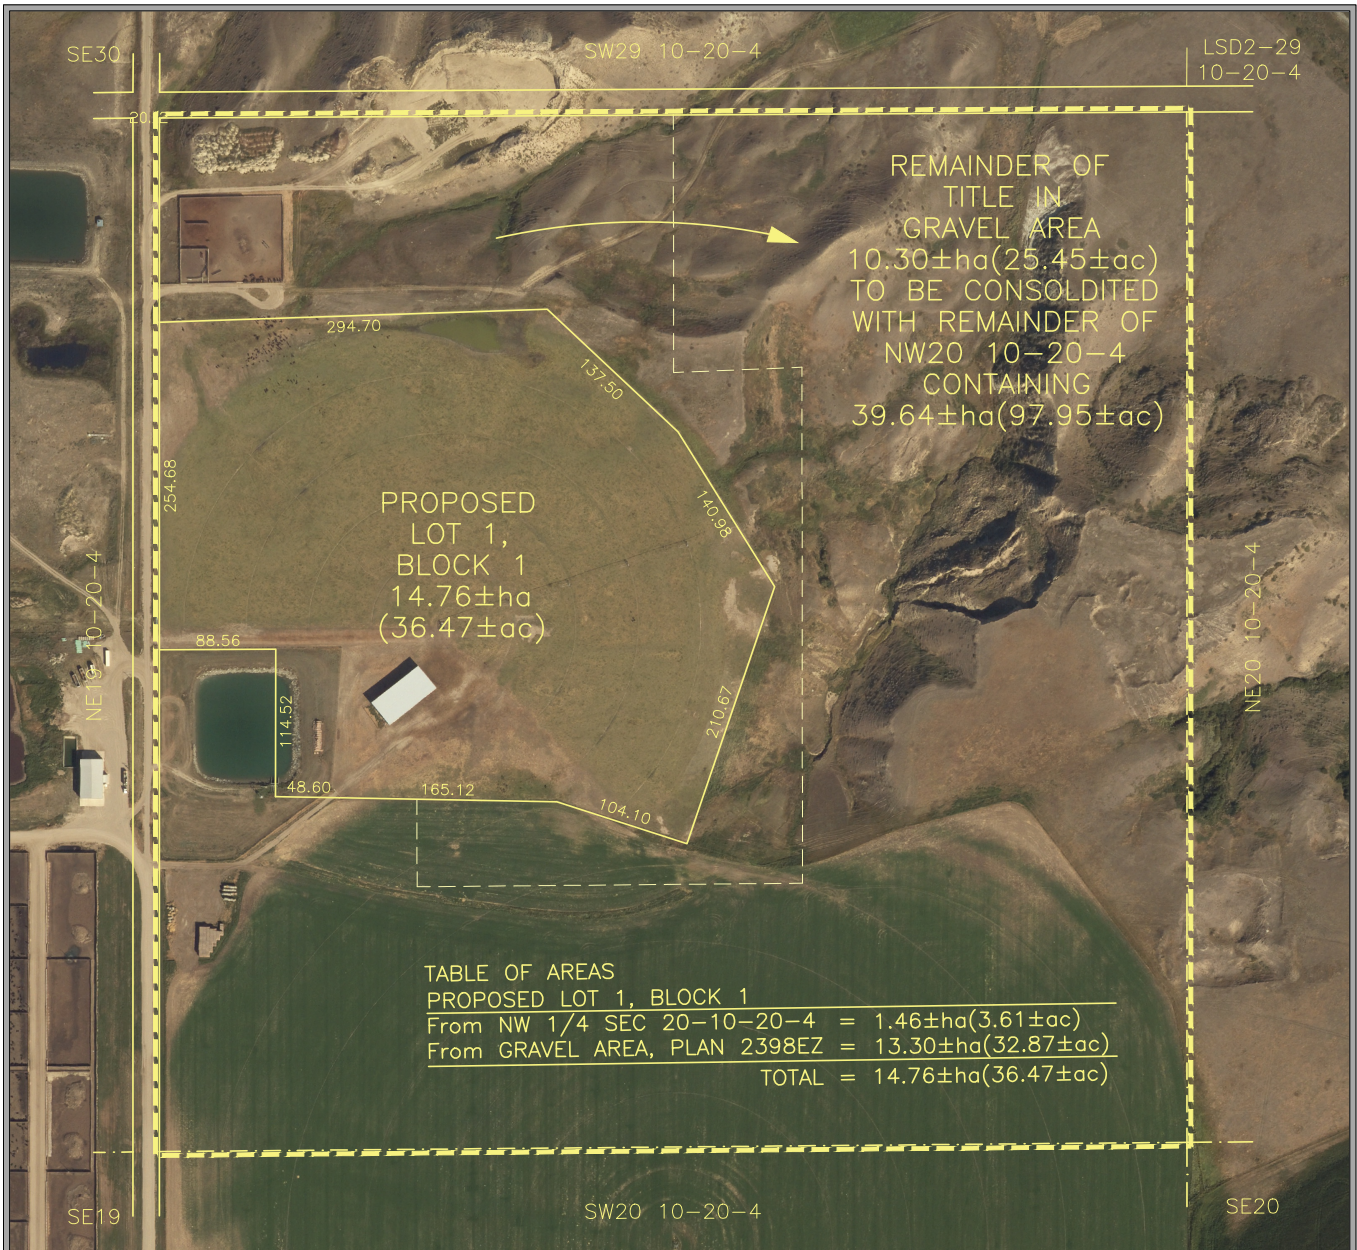 SE30
SW29 10-20-4
LSD2-29
10-20-4
REMAINDER OF
TITLE IN
GRAVEL AREA
10.30±ha(25.45±ac)
TO BE CONSOLDITED
WITH REMAINDER OF
NW20 10-20-4
CONTAINING
39.64±ha(97.95±ac)
294.70
137.50
254.68
140.98
PROPOSED
LOT 1,
BLOCK 1
14.76±ha
(36.47±ac)
88.56
NE19 10-20-4
NE20 10-20-4
114.52
210.67
48.60
165.12
104.10
TABLE OF AREAS
PROPOSED LOT 1, BLOCK 1
From NW 1/4 SEC 20-10-20-4 = 1.46±ha(3.61±ac)
From GRAVEL AREA, PLAN 2398EZ = 13.30±ha(32.87±ac)
TOTAL = 14.76±ha(36.47±ac)
SE19
SW20 10-20-4
SE20